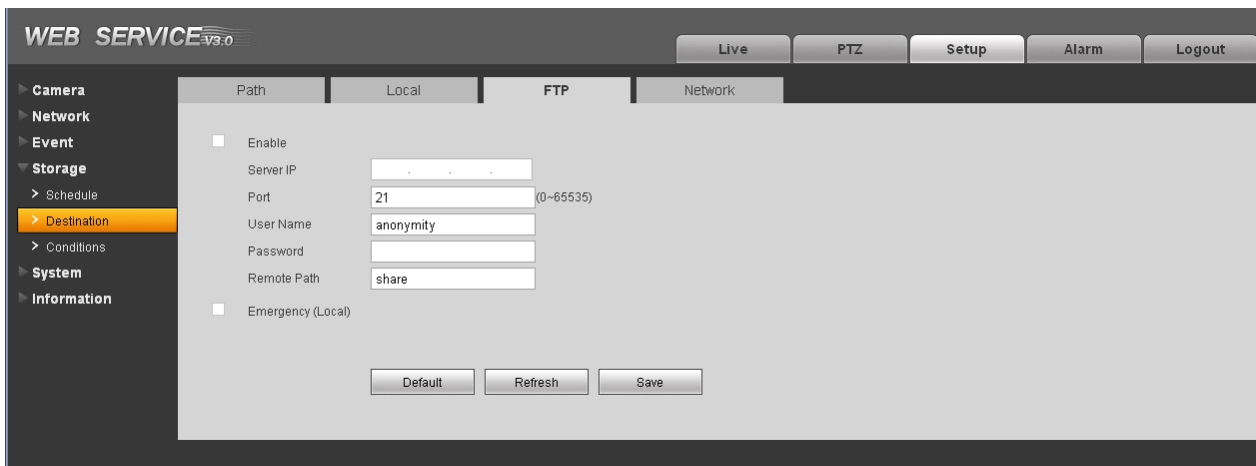 WEB SERVICE V3.0
Live PTZ Setup Alarm Logout
Camera
Network
Event
Storage
> Schedule
> Destination
> Conditions
System
Information
Path Local FTP Network
Enable
Server IP . . .
Port 21 (0~65535)
User Name anonymity
Password
Remote Path share
Emergency (Local)
Default Refresh Save